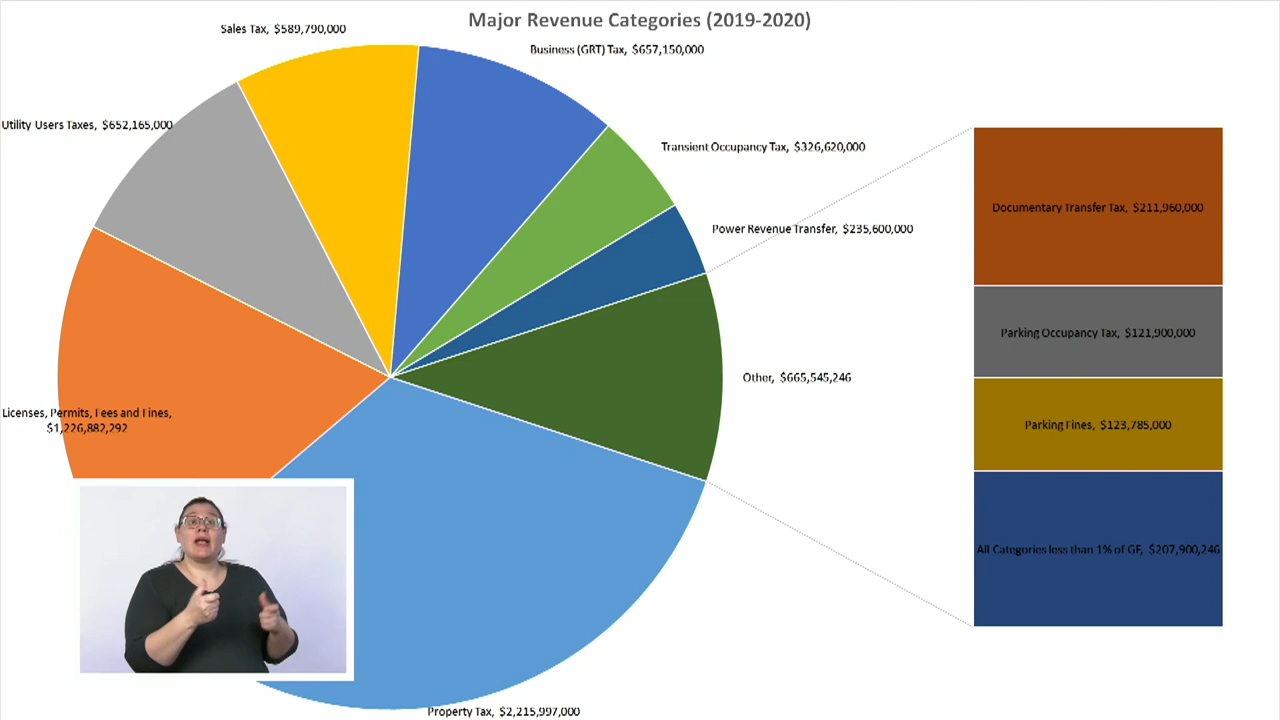 Major Revenue Categories (2019-2020)
Sales Tax, $589,790,000
Business (GRT) Tax, $657,150,000
Utility Users Taxes, $652,165,000
Transient Occupancy Tax, $326,620,000
Power Revenue Transfer, $235,600,000
Other, $665,545,246
Licenses, Permits, Fees and Fines,
$1,226,882,292
Property Tax, $2,215,997,000
Documentary Transfer Tax, $211,960,000
Parking Occupancy Tax, $121,900,000
Parking Fines, $123,785,000
All Categories less than 1% of GF, $207,900,246